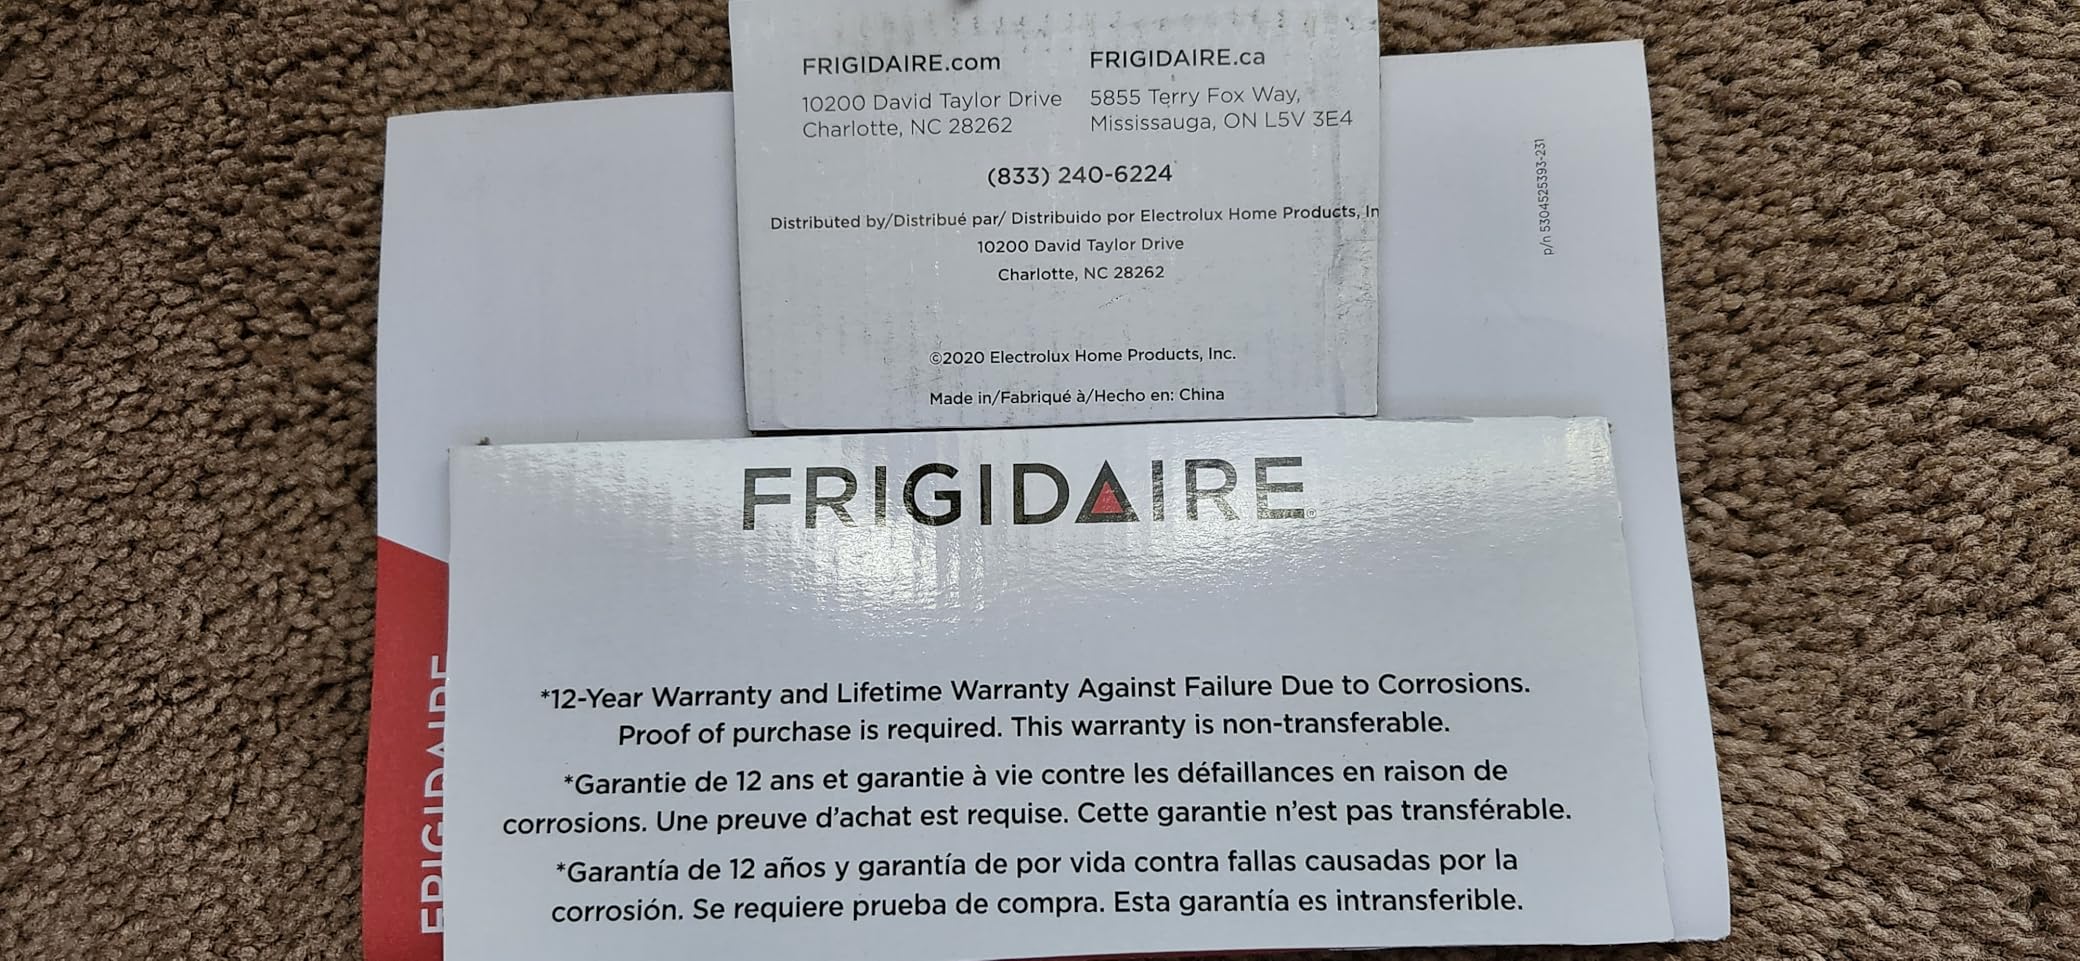 FRIGIDAIRE.com
10200 David Taylor Drive
Charlotte, NC 28262
FRIGIDAIRE.ca
5855 Terry Fox Way,
Mississauga, ON L5V 3E4
(833) 240-6224
Distributed by/Distribué par/ Distribuido por Electrolux Home Products, In
10200 David Taylor Drive
Charlotte, NC 28262
©2020 Electrolux Home Products, Inc.
Made in/Fabriqué à/Hecho en: China
p/n 5304525393-231
FRIGIDAIRE®
*12-Year Warranty and Lifetime Warranty Against Failure Due to Corrosions.
Proof of purchase is required. This warranty is non-transferable.
*Garantie de 12 ans et garantie à vie contre les défaillances en raison de
corrosions. Une preuve d'achat est requise. Cette garantie n'est pas transférable.
*Garantía de 12 años y garantía de por vida contra fallas causadas por la
corrosión. Se requiere prueba de compra. Esta garantía es intransferible.
FRIGIDAIRE